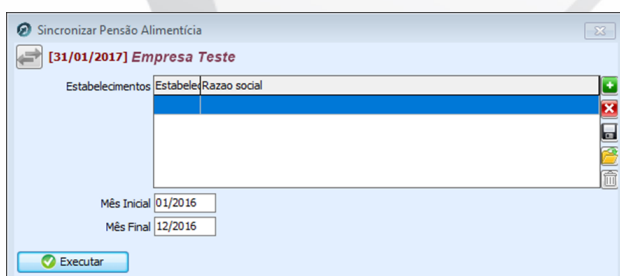 Sincronizar Pensão Alimentícia
[31/01/2017] Empresa Teste
Estabelecimentos Estabelec Razao social
Mês Inicial 01/2016
Mês Final 12/2016
Executar